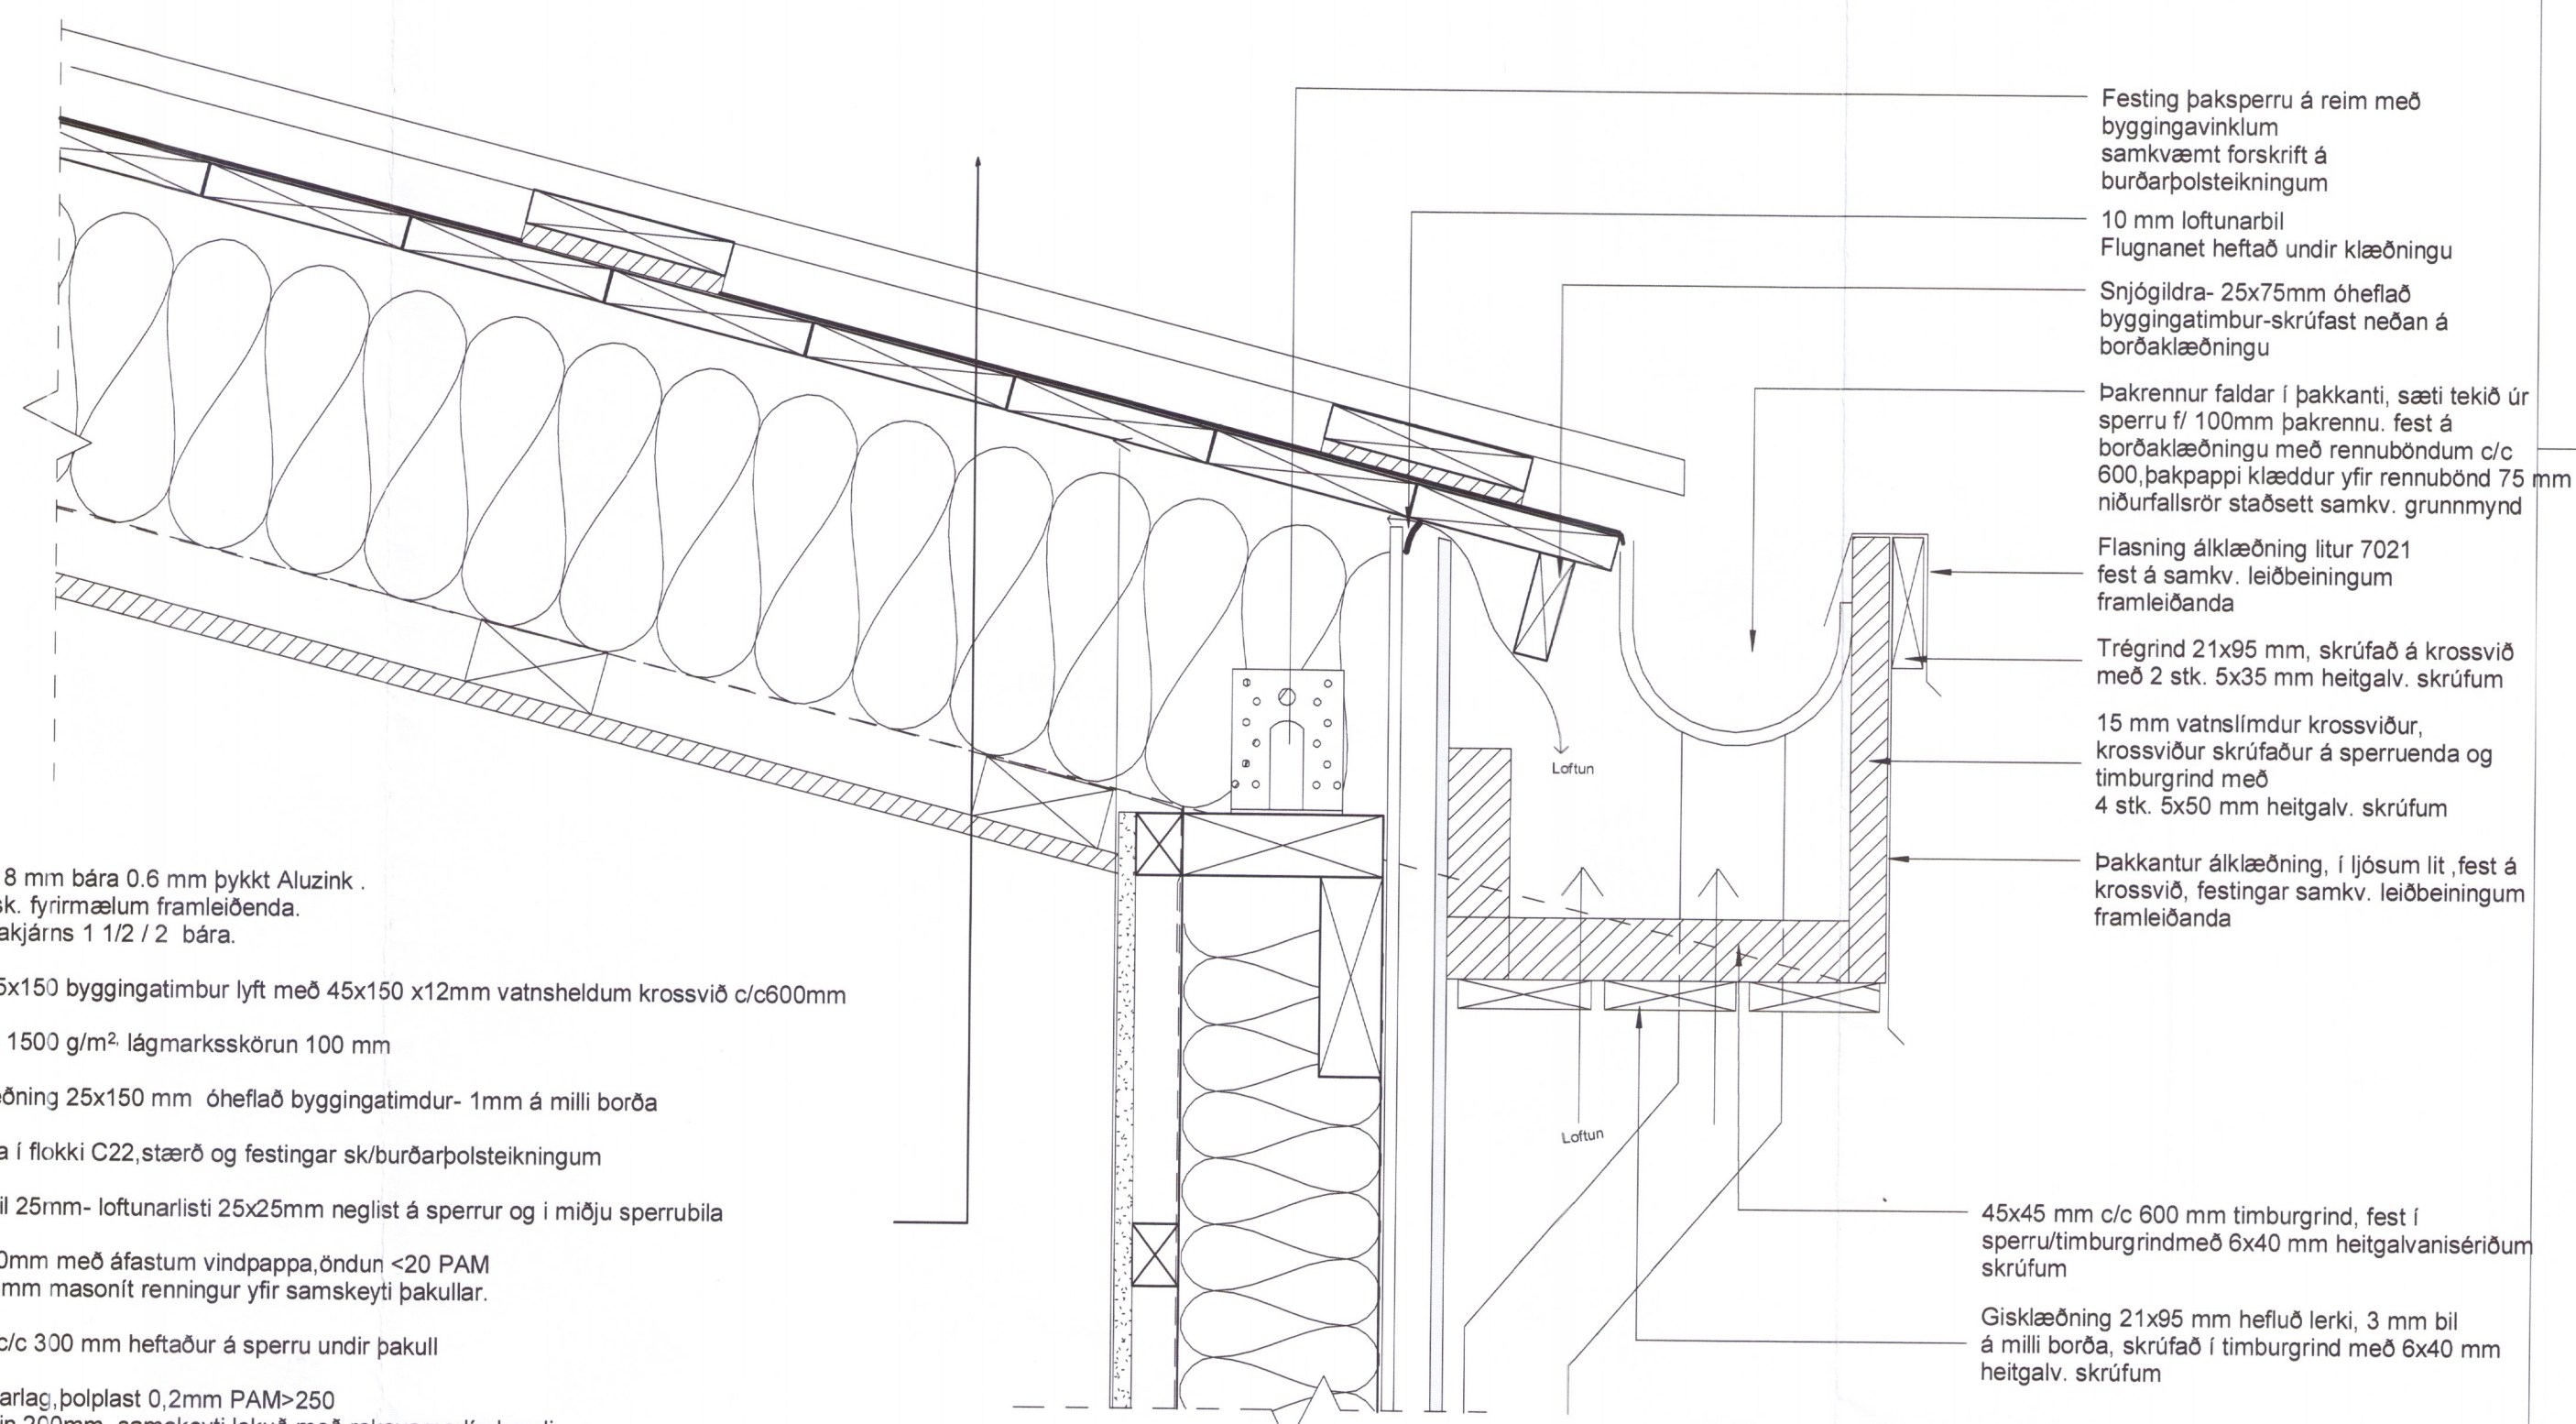 Festing þaksperru á reim með
byggingavinklum
samkvæmt forskrift á
burðarþolsteikningum
10 mm loftunarbil
Flugnanet heftað undir klæðningu
Snjógildra- 25x75mm óheflað
byggingatimbur-skrúfast neðan á
borðaklæðningu
Þakrennur faldar í þakkanti, sæti tekið úr
sperru f/ 100mm þakrennu. fest á
borðaklæðningu með rennuböndum c/c
600,þakpappi klæddur yfir rennubönd 75 mm
niðurfallsrör staðsett samkv. grunnmynd
Flasning álklæðning litur 7021
fest á samkv. leiðbeiningum
framleiðanda
Trégrind 21x95 mm, skrúfað á krossvið
með 2 stk. 5x35 mm heitgalv. skrúfum
15 mm vatnslímdur krossviður,
krossviður skrúfaður á sperruenda og
timburgrind með
4 stk. 5x50 mm heitgalv. skrúfum
Þakkantur álklæðning, í ljósum lit ,fest á
krossvið, festingar samkv. leiðbeiningum
framleiðanda
Loftun
Loftun
45x45 mm c/c 600 mm timburgrind, fest í
sperru/timburgrindmeð 6x40 mm heitgalvanisériðum
skrúfum
Gisklæðning 21x95 mm hefluð lerki, 3 mm bil
á milli borða, skrúfað í timburgrind með 6x40 mm
heitgalv. skrúfum
8 mm bára 0.6 mm þykkt Aluzink .
sk. fyrirmælum framleiðenda.
akjárns 1 1/2 / 2 bára.
5x150 byggingatimbur lyft með 45x150 x12mm vatnsheldum krossvið c/c600mm
1500 g/m². lágmarksskörun 100 mm
ðning 25x150 mm óheflað byggingatimdur- 1mm á milli borða
a í flokki C22,stærð og festingar sk/burðarþolsteikningum
il 25mm- loftunarlisti 25x25mm neglist á sperrur og i miðju sperrubila
0mm með áfastum vindpappa,öndun <20 PAM
mm masonít renningur yfir samskeyti þakullar.
c/c 300 mm heftaður á sperru undir þakull
arlag,þolplast 0,2mm PAM>250